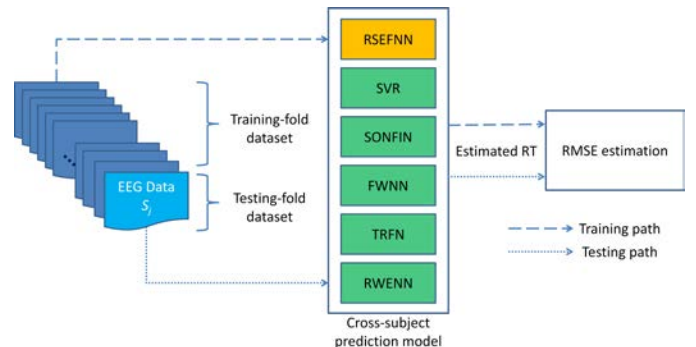 RSEFNN
SVR
SONFIN
FWNN
TRFN
RWENN
Cross-subject
prediction model
Training-fold
dataset
Testing-fold
dataset
EEG Data
Sj
Estimated RT
RMSE estimation
Training path
Testing path